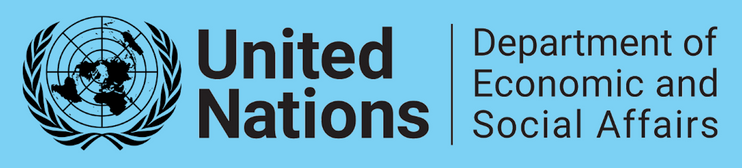 United
Nations
Department of
Economic and
Social Affairs